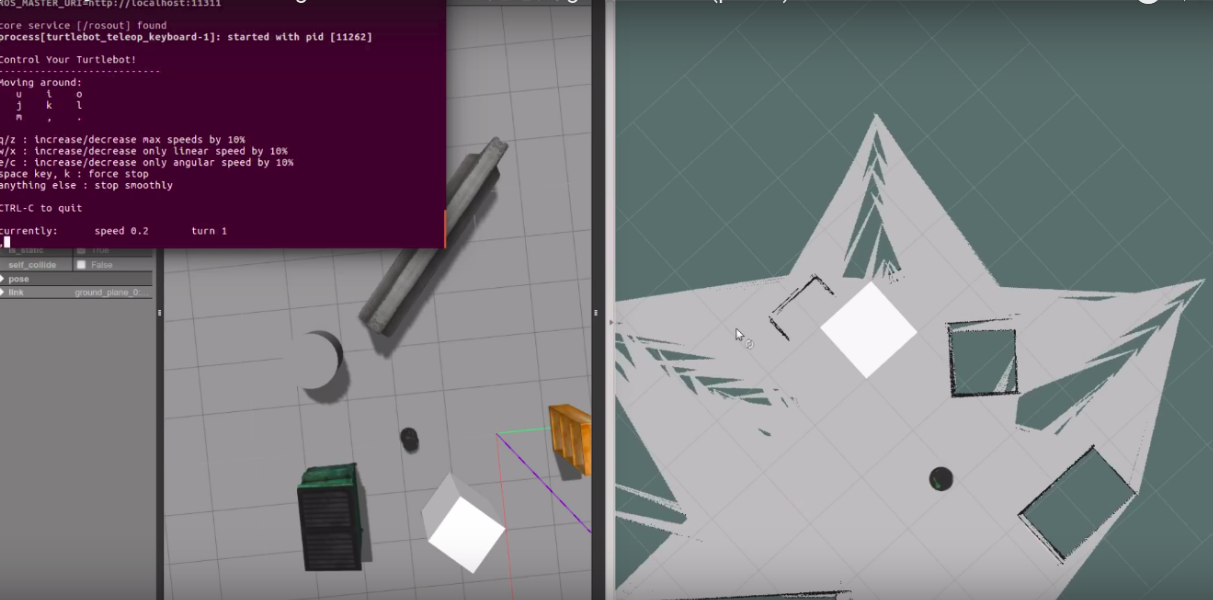 ROS_MASTER_URI=http://localhost:11311
core service [/rosout] found
process[turtlebot_teleop_keyboard-1]: started with pid [11262]
Control Your Turtlebot!
---------------------------
Moving around:
u i o
j k l
m , .
q/z : increase/decrease max speeds by 10%
w/x : increase/decrease only linear speed by 10%
e/c : increase/decrease only angular speed by 10%
space key, k : force stop
anything else : stop smoothly
CTRL-C to quit
currently: speed 0.2 turn 1
is_static True
self_collide False
pose
link ground_plane_0:...